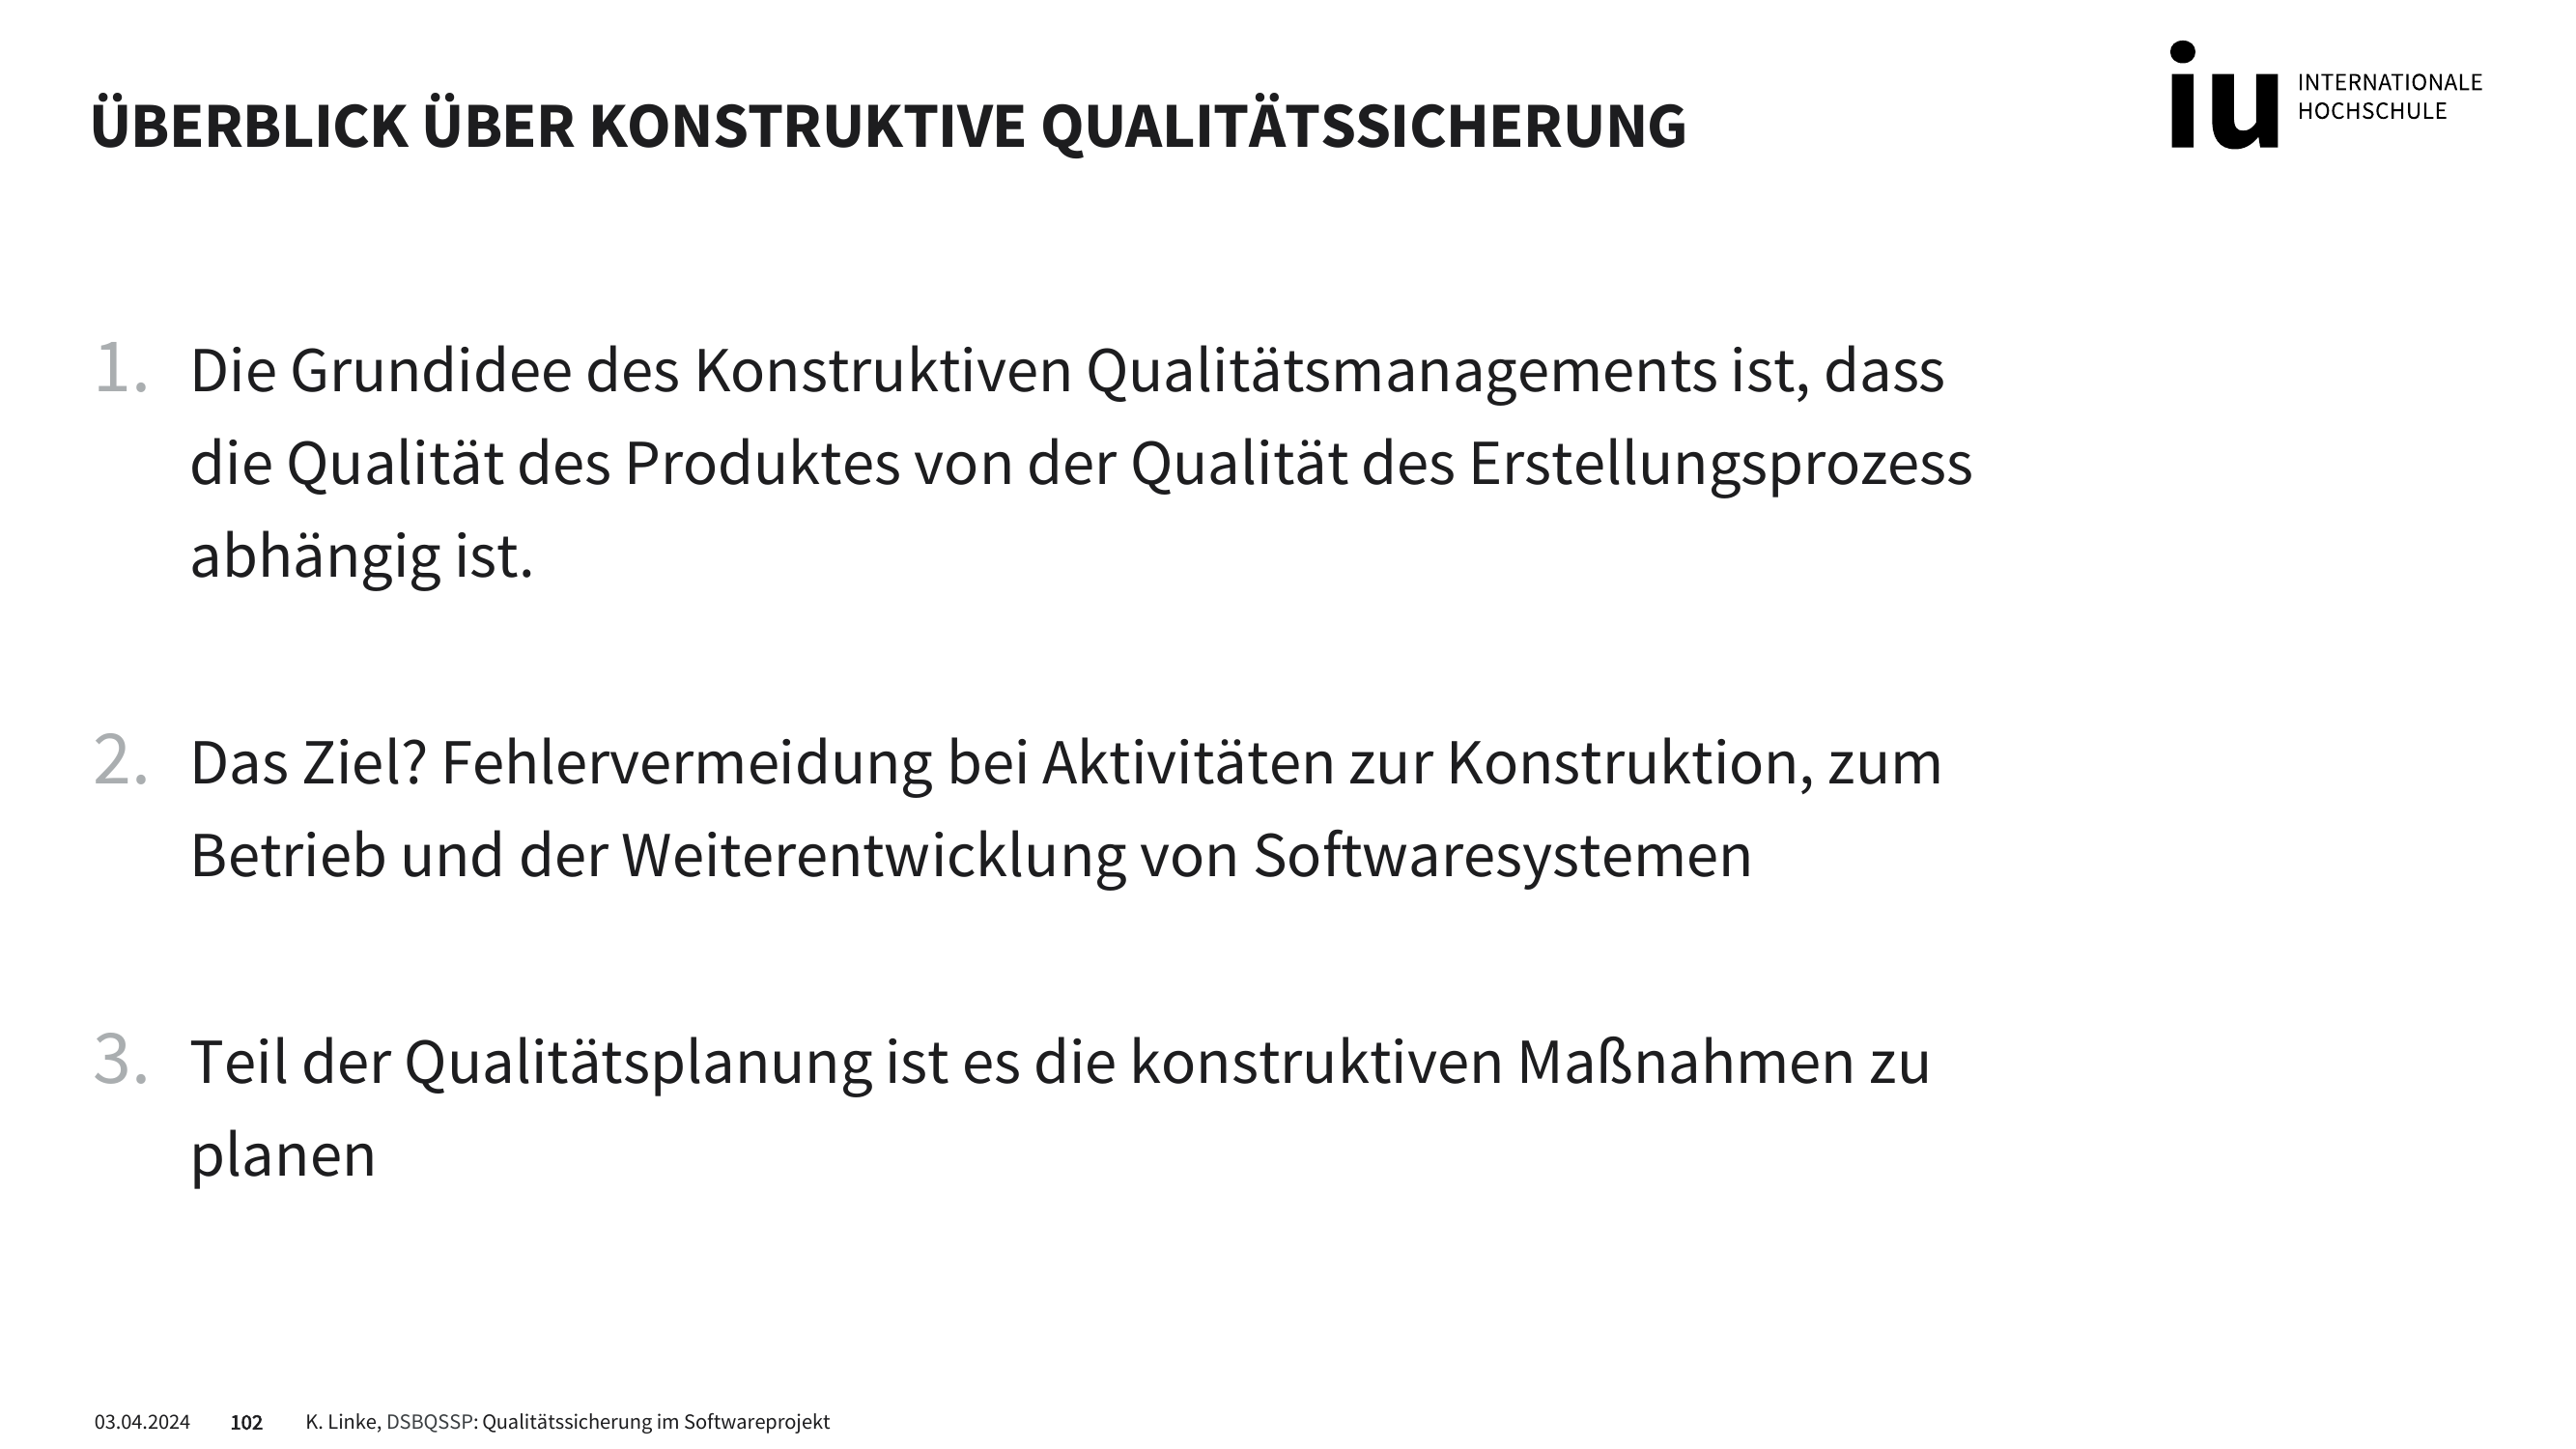 ÜBERBLICK ÜBER KONSTRUKTIVE QUALITÄTSSICHERUNG
iu INTERNATIONALE
HOCHSCHULE
1. Die Grundidee des Konstruktiven Qualitätsmanagements ist, dass
die Qualität des Produktes von der Qualität des Erstellungsprozess
abhängig ist.
2. Das Ziel? Fehlervermeidung bei Aktivitäten zur Konstruktion, zum
Betrieb und der Weiterentwicklung von Softwaresystemen
3. Teil der Qualitätsplanung ist es die konstruktiven Maßnahmen zu
planen
03.04.2024 102 K. Linke, DSBQSSP: Qualitätssicherung im Softwareprojekt